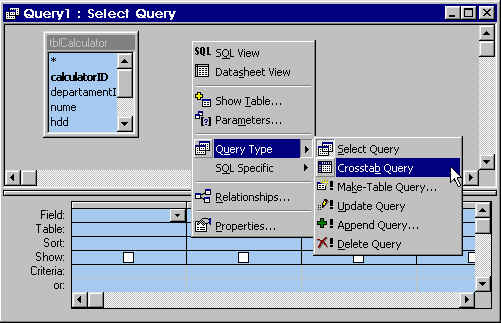 Query1 : Select Query
tblCalculator
*
calculatorID
departamentI
nume
hdd
SQL SQL View
Datasheet View
Show Table...
Parameters...
Query Type
SQL Specific
Relationships...
Properties...
Select Query
Crosstab Query
Make-Table Query...
Update Query
Append Query...
Delete Query
Field:
Table:
Sort:
Show:
Criteria:
or: